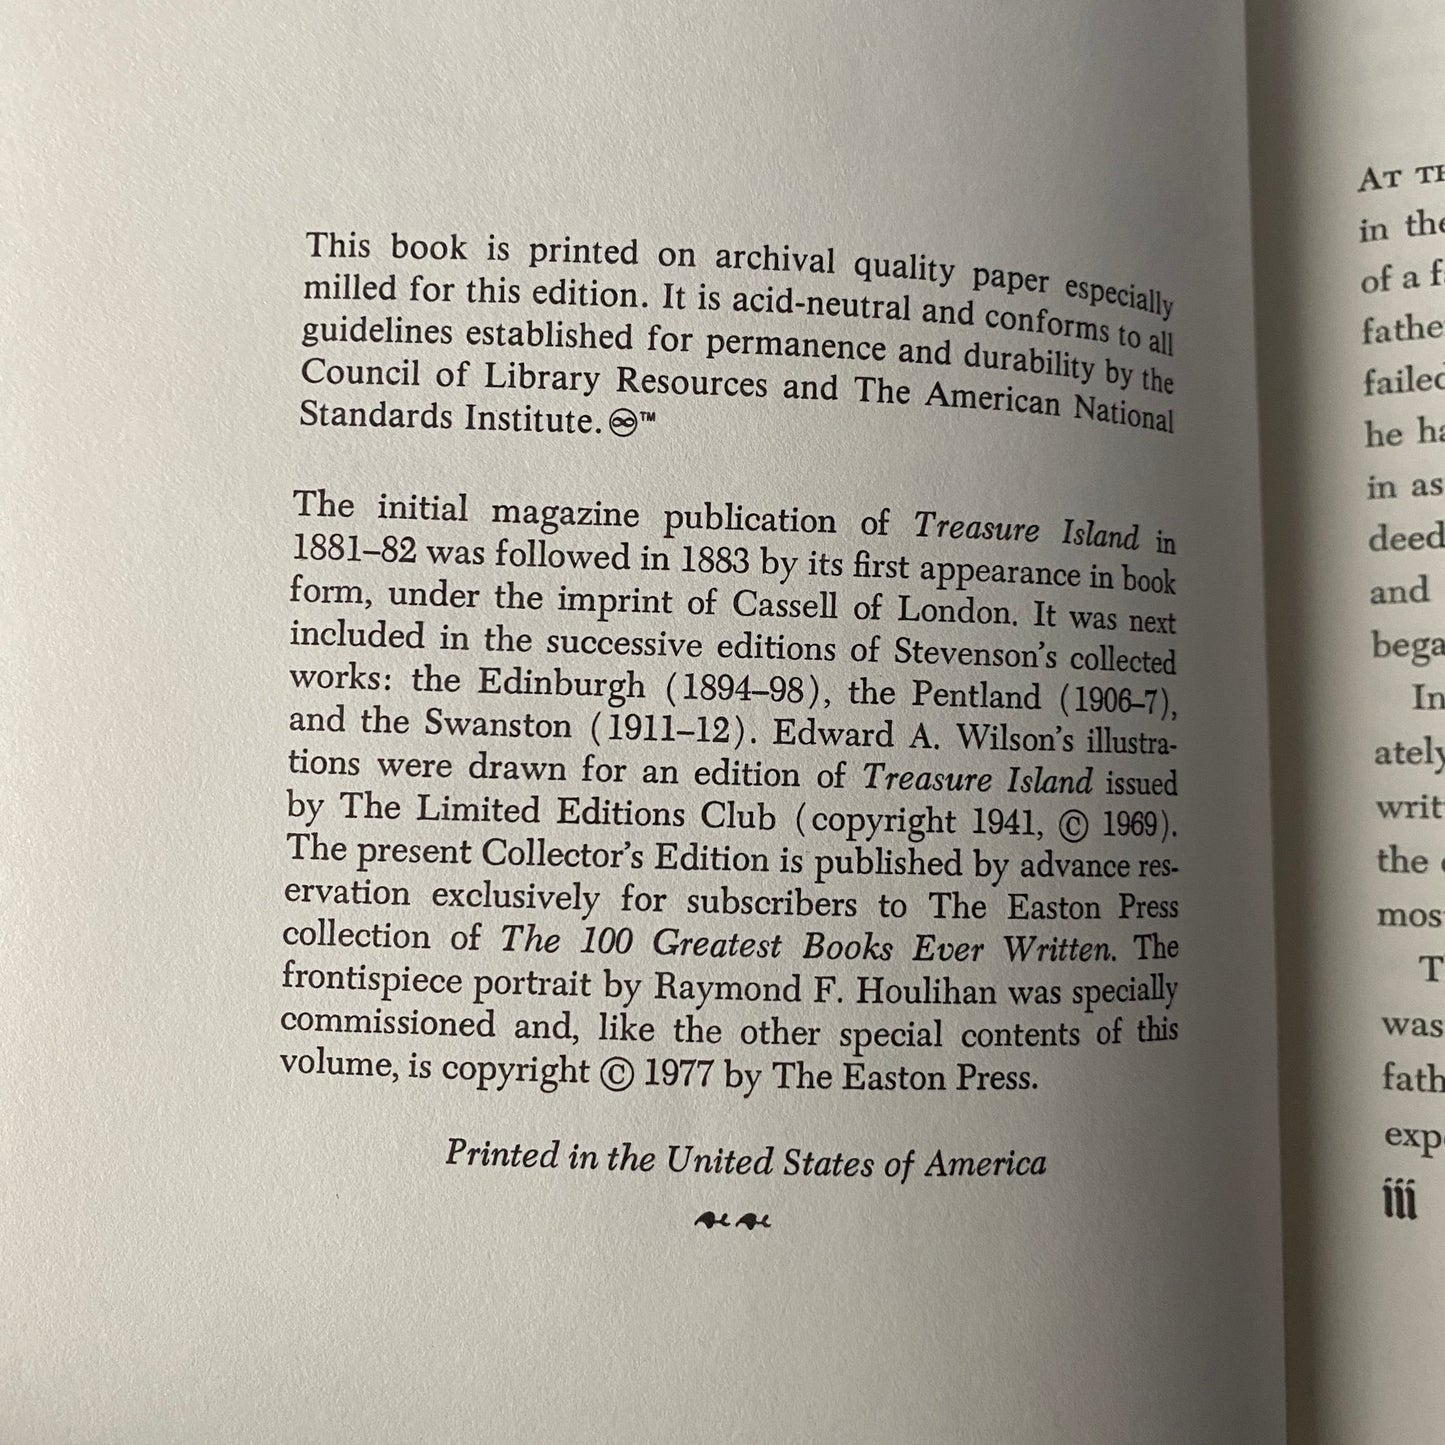 This book is printed on archival quality paper especially
milled for this edition. It is acid-neutral and conforms to all
guidelines established for permanence and durability by the
Council of Library Resources and The American National
Standards Institute. ♾™
The initial magazine publication of Treasure Island in
1881–82 was followed in 1883 by its first appearance in book
form, under the imprint of Cassell of London. It was next
included in the successive editions of Stevenson's collected
works: the Edinburgh (1894–98), the Pentland (1906–7),
and the Swanston (1911–12). Edward A. Wilson's illustra-
tions were drawn for an edition of Treasure Island issued
by The Limited Editions Club (copyright 1941, © 1969).
The present Collector's Edition is published by advance res-
ervation exclusively for subscribers to The Easton Press
collection of The 100 Greatest Books Ever Written. The
frontispiece portrait by Raymond F. Houlihan was specially
commissioned and, like the other special contents of this
volume, is copyright © 1977 by The Easton Press.
Printed in the United States of America
AT
in the
of a
failed
he
in as
deed
and
In
the
T
was
iii